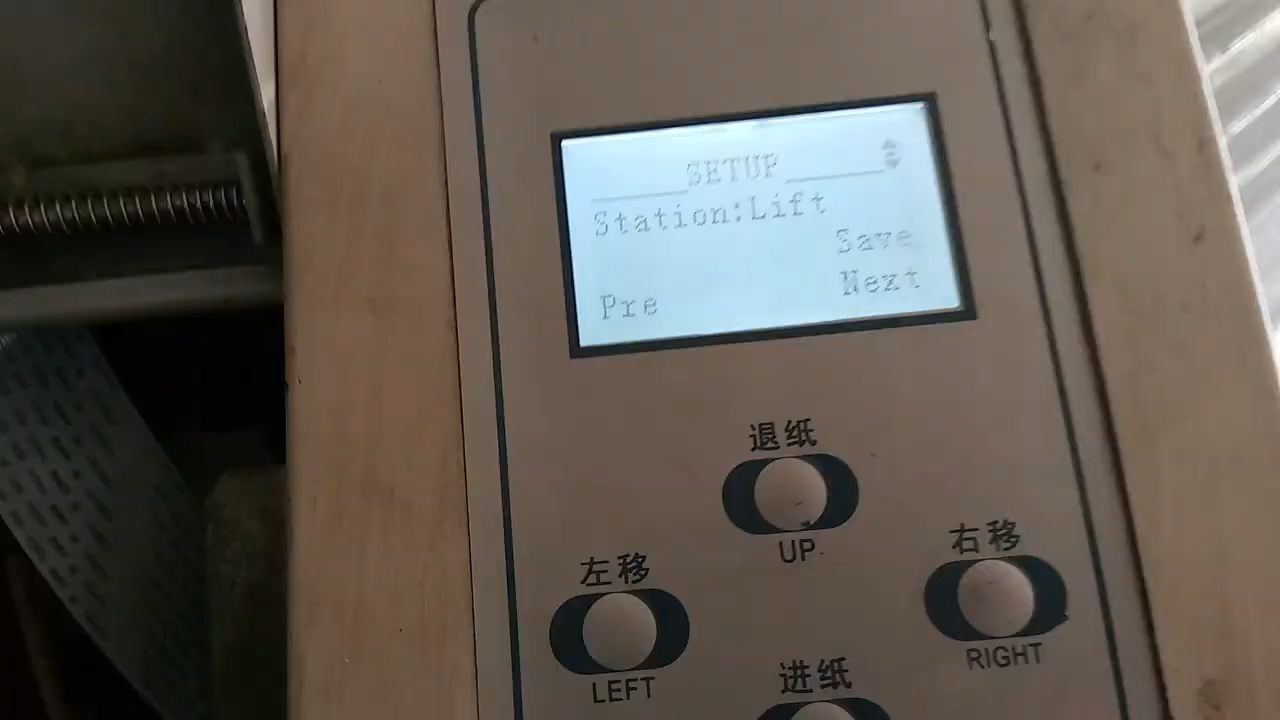 SETUP
Station:Lift
Save
Pre Next
退纸
UP
左移
LEFT
右移
RIGHT
进纸